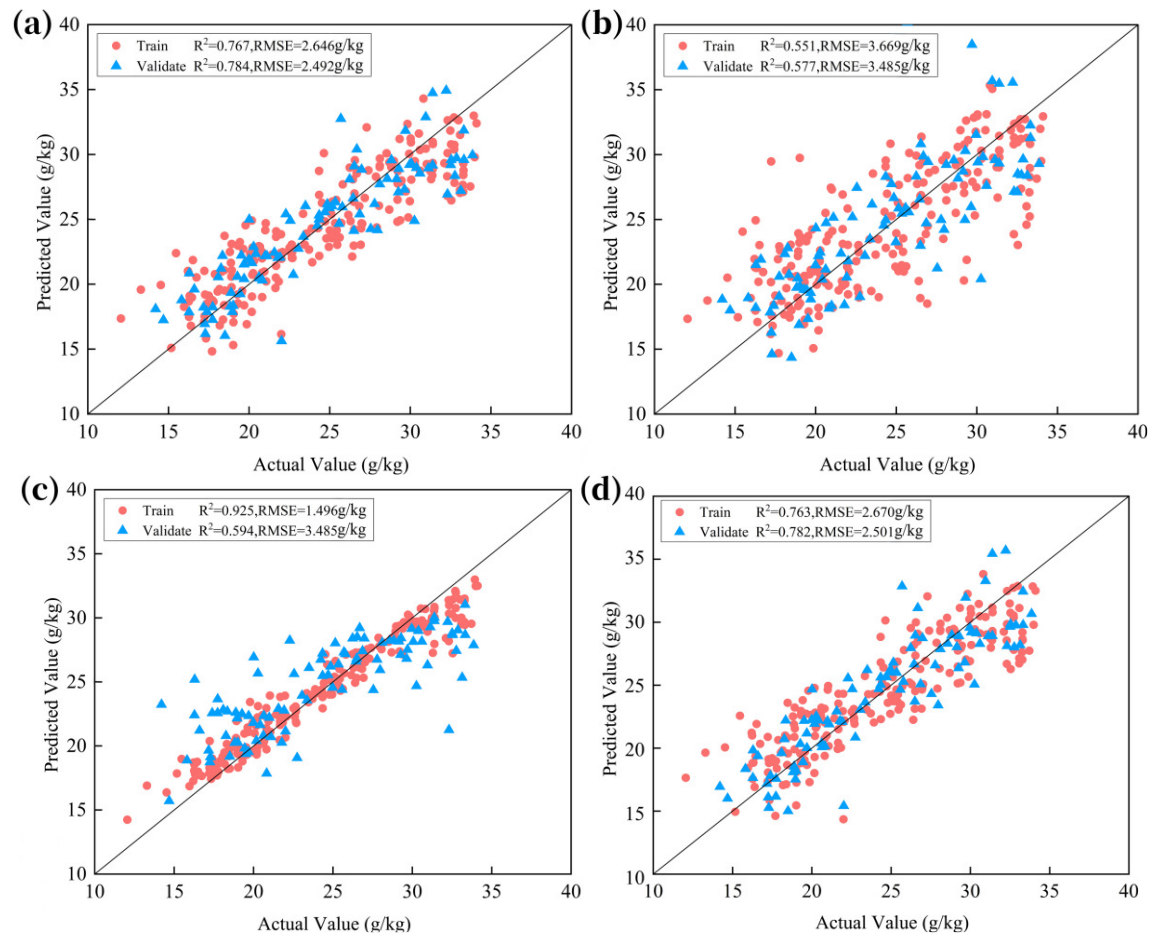 (a)
40
35
30
25
20
15
10
Predicted Value (g/kg)
Train R²=0.767,RMSE=2.646g/kg
Validate R²=0.784,RMSE=2.492g/kg
10 15 20 25 30 35 40
Actual Value (g/kg)
(b)
40
35
30
25
20
15
10
Predicted Value (g/kg)
Train R²=0.551,RMSE=3.669g/kg
Validate R²=0.577,RMSE=3.485g/kg
10 15 20 25 30 35 40
Actual Value (g/kg)
(c)
40
35
30
25
20
15
10
Predicted Value (g/kg)
Train R²=0.925,RMSE=1.496g/kg
Validate R²=0.594,RMSE=3.485g/kg
10 15 20 25 30 35 40
Actual Value (g/kg)
(d)
40
35
30
25
20
15
10
Predicted Value (g/kg)
Train R²=0.763,RMSE=2.670g/kg
Validate R²=0.782,RMSE=2.501g/kg
10 15 20 25 30 35 40
Actual Value (g/kg)